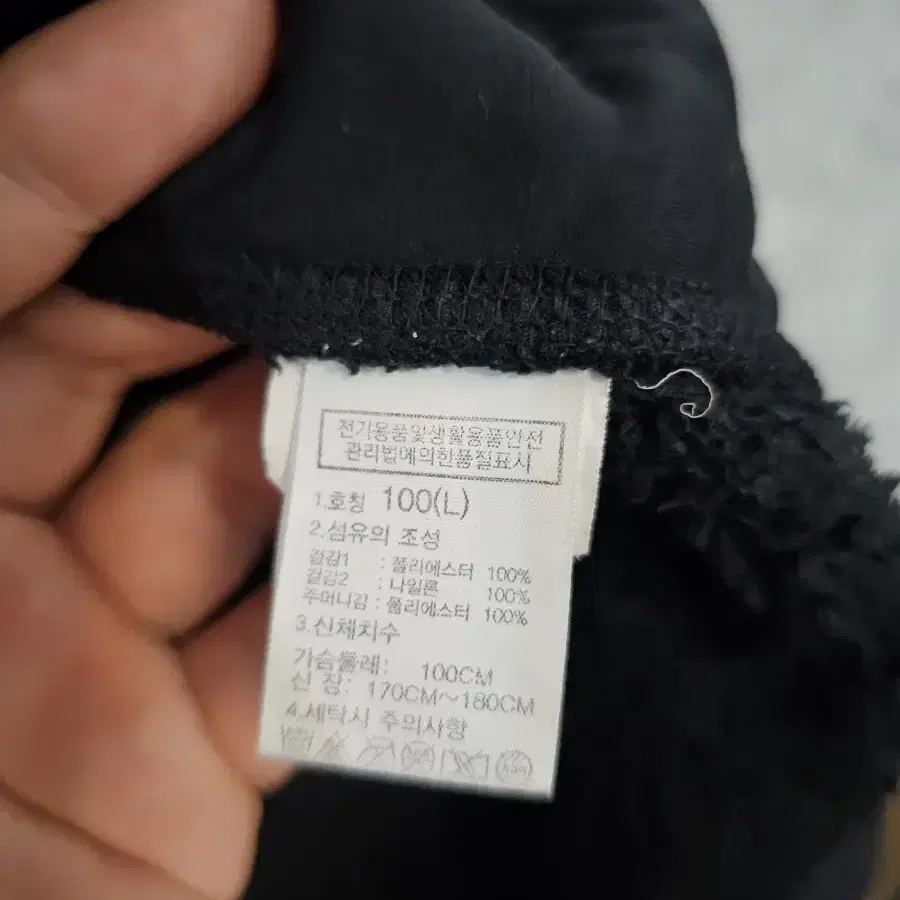 전기용품및생활용품안전
관리법에의한품질표시
1.호칭 100(L)
2.섬유의 조성
겉감1 : 폴리에스터 100%
겉감2 : 나일론 100%
주머니감 : 폴리에스터 100%
3.신체치수
가슴둘레: 100CM
신 장: 170CM~180CM
4.세탁시 주의사항